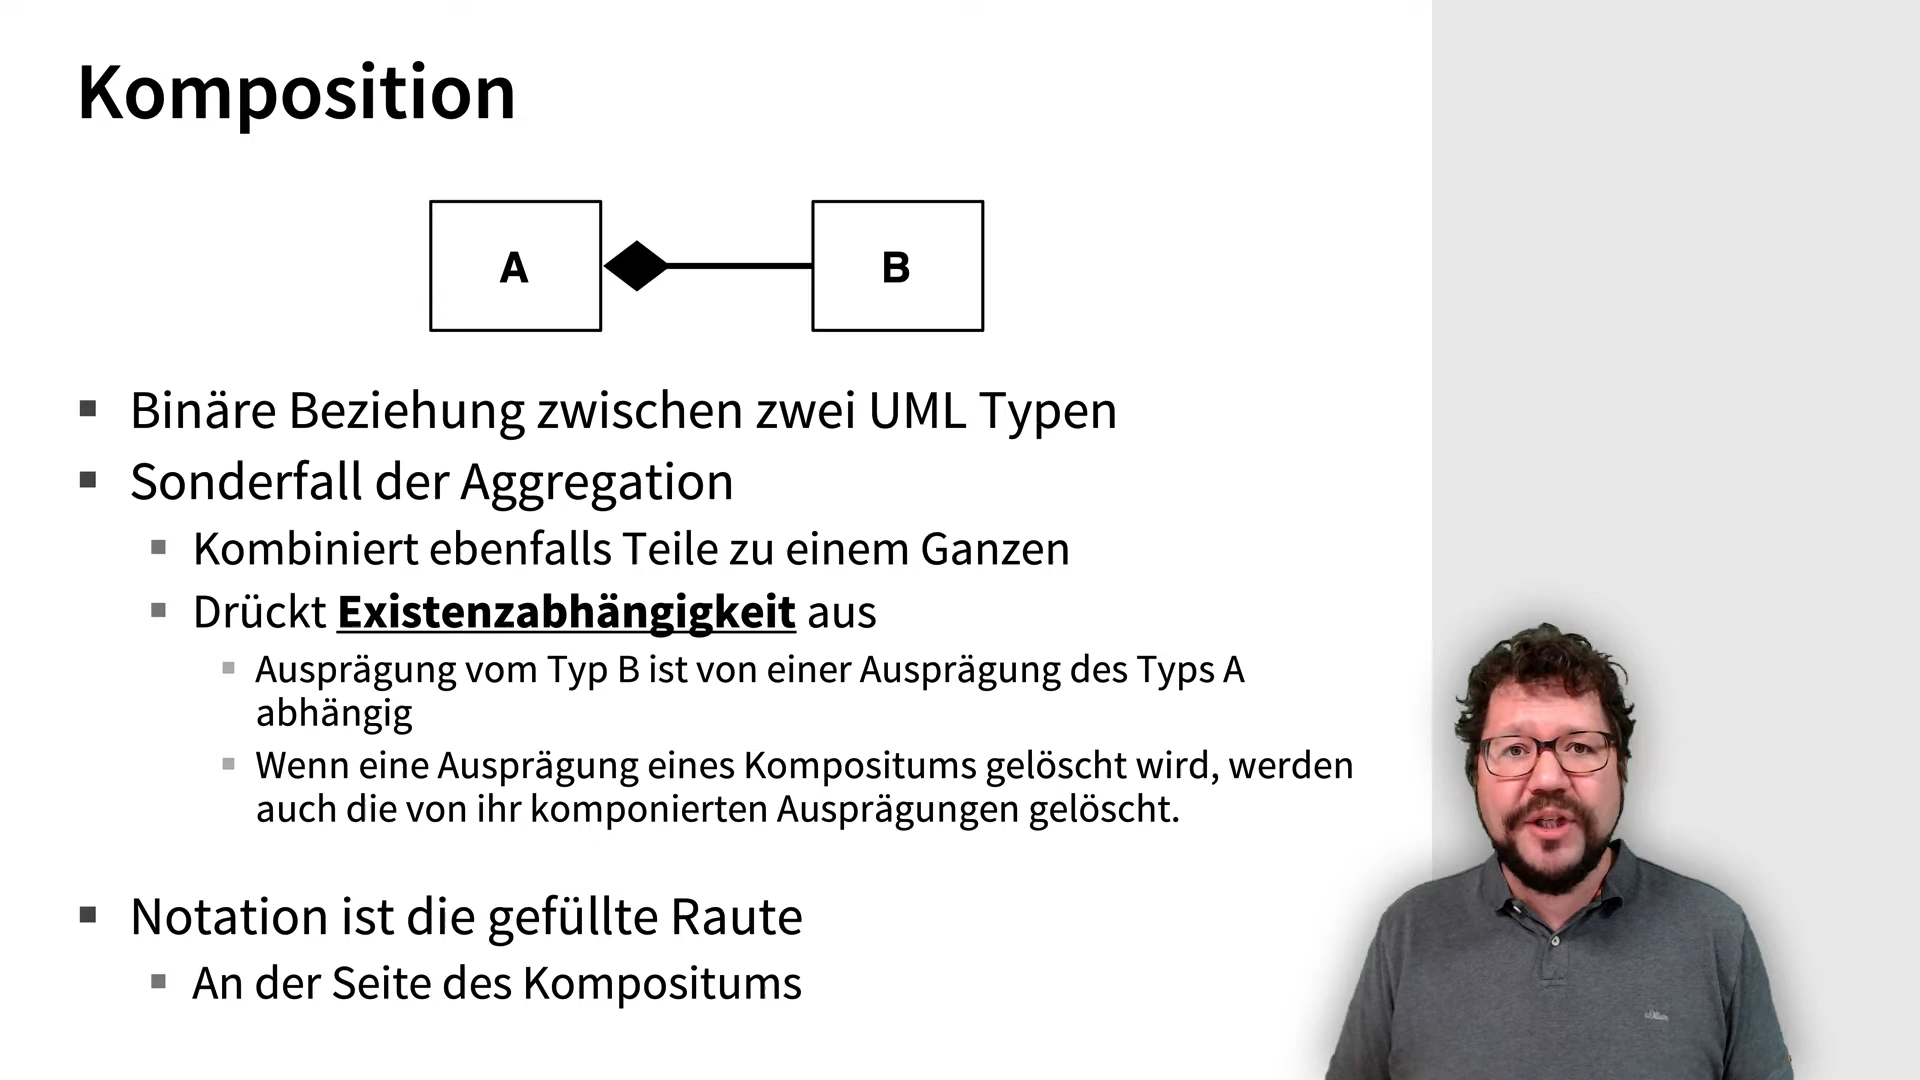 Komposition
A
B
Binäre Beziehung zwischen zwei UML Typen
Sonderfall der Aggregation
Kombiniert ebenfalls Teile zu einem Ganzen
Drückt Existenzabhängigkeit aus
Ausprägung vom Typ B ist von einer Ausprägung des Typs A
abhängig
Wenn eine Ausprägung eines Kompositums gelöscht wird, werden
auch die von ihr komponierten Ausprägungen gelöscht.
Notation ist die gefüllte Raute
An der Seite des Kompositums